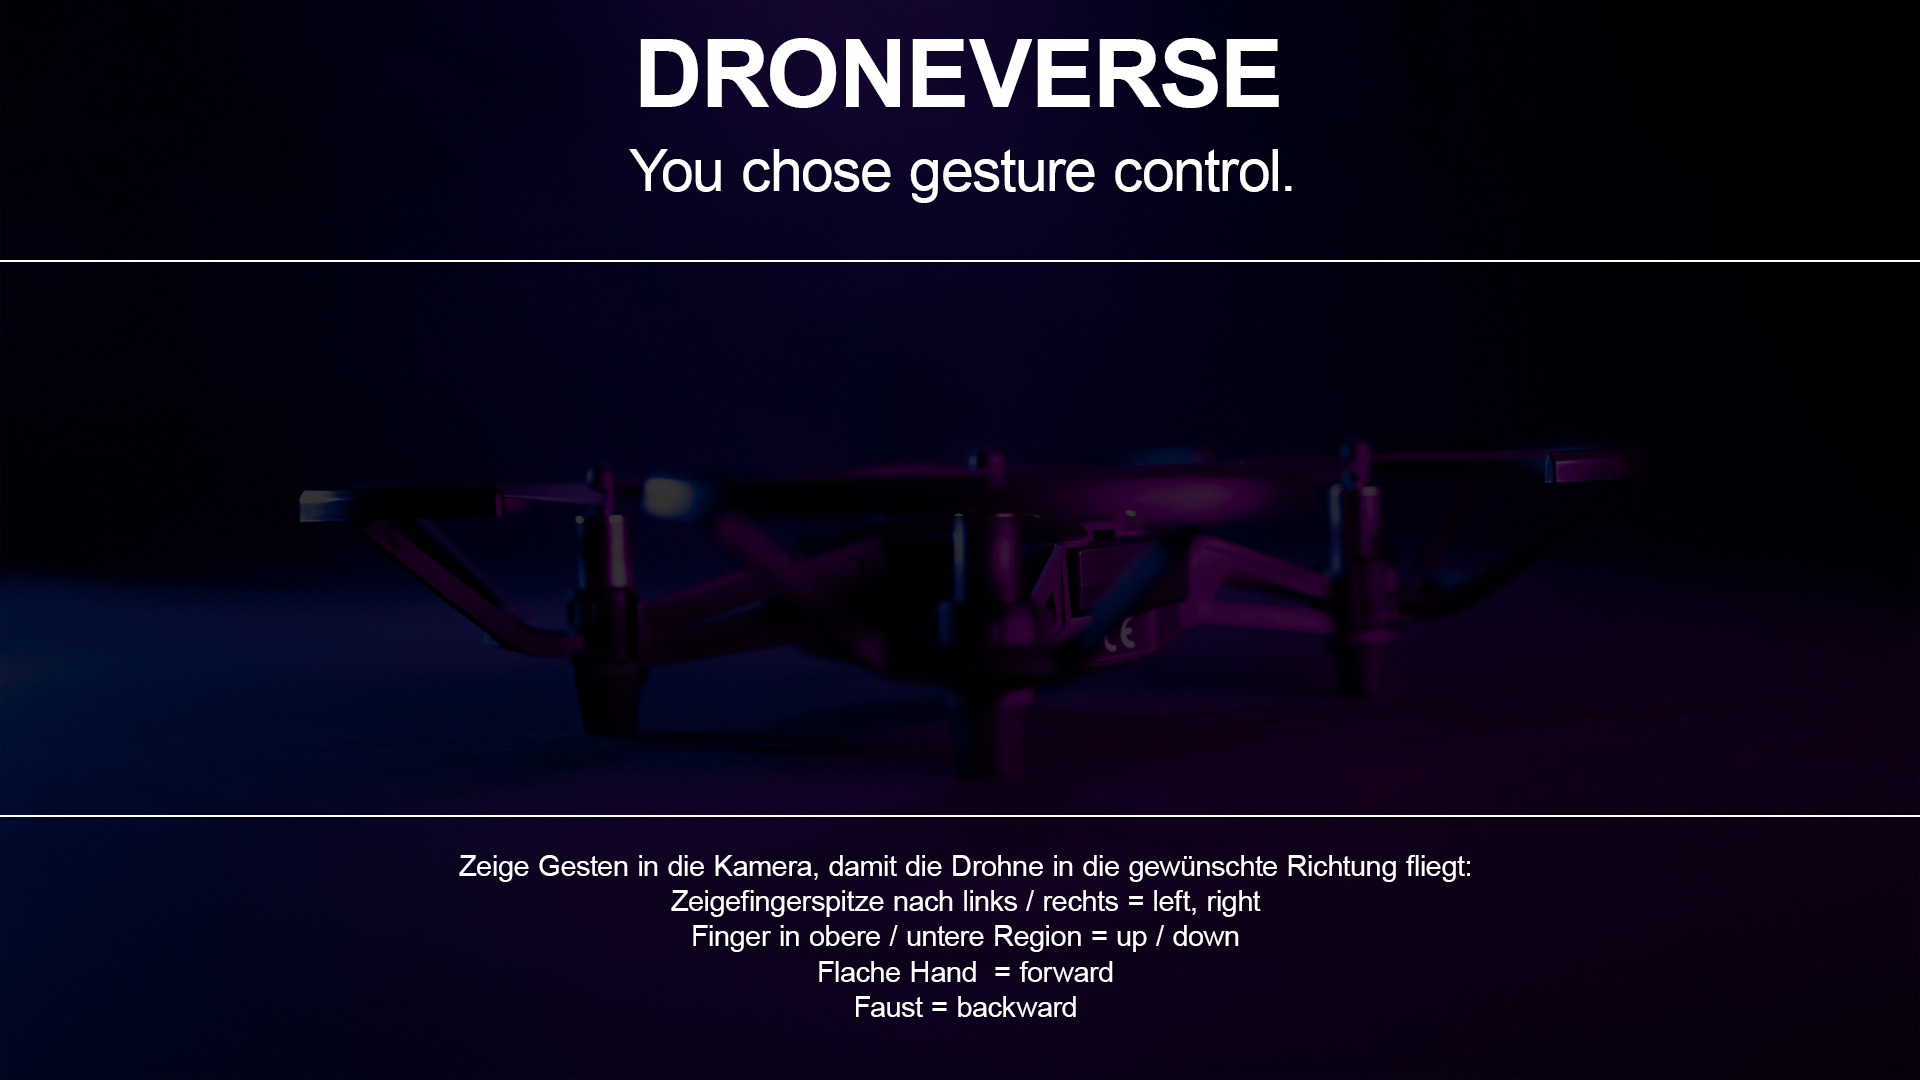 DRONEVERSE
You chose gesture control.
CE
Zeige Gesten in die Kamera, damit die Drohne in die gewünschte Richtung fliegt:
Zeigefingerspitze nach links / rechts = left, right
Finger in obere / untere Region = up / down
Flache Hand  = forward
Faust = backward